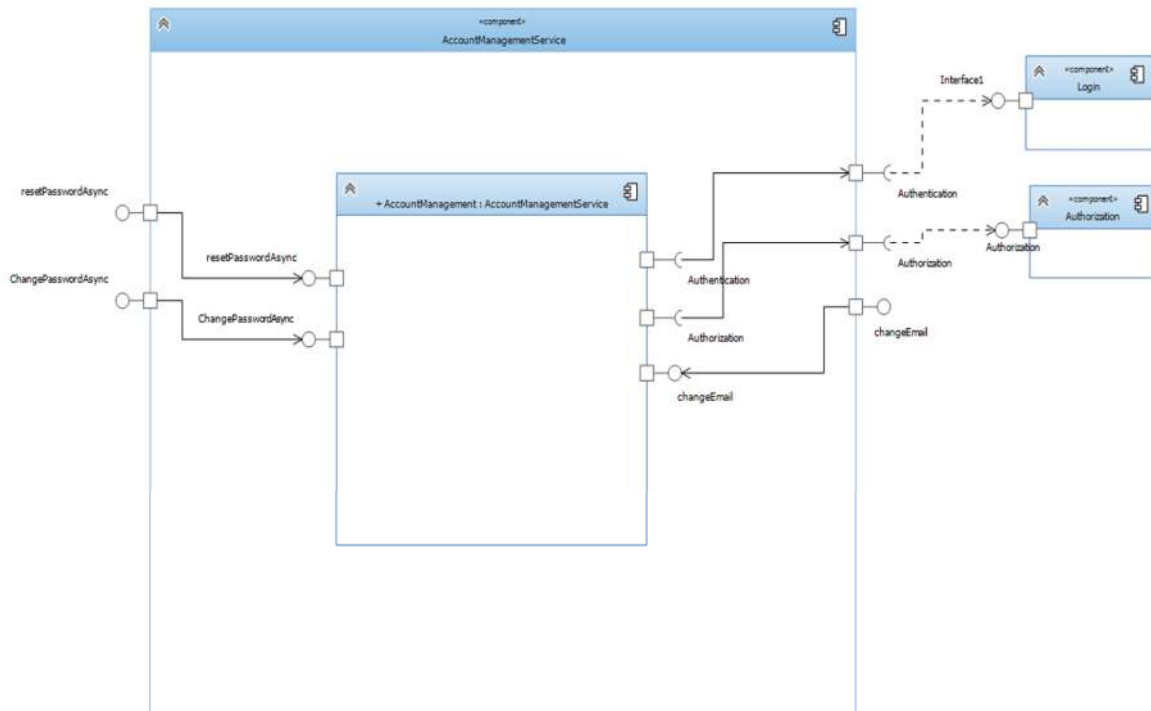 «component»
AccountManagementService
Interface1
«component»
Login
resetPasswordAsync
+ AccountManagement : AccountManagementService
Authentication
«component»
Authorization
resetPasswordAsync
Authorization
Authorization
ChangePasswordAsync
Authentication
ChangePasswordAsync
Authorization
changeEmail
changeEmail